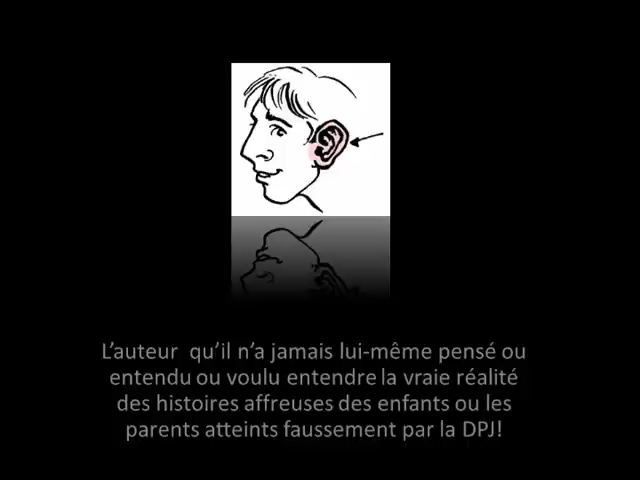 L’auteur  qu’il n’a jamais lui-même pensé ou
entendu ou voulu entendre la vraie réalité
des histoires affreuses des enfants ou les
parents atteints faussement par la DPJ!